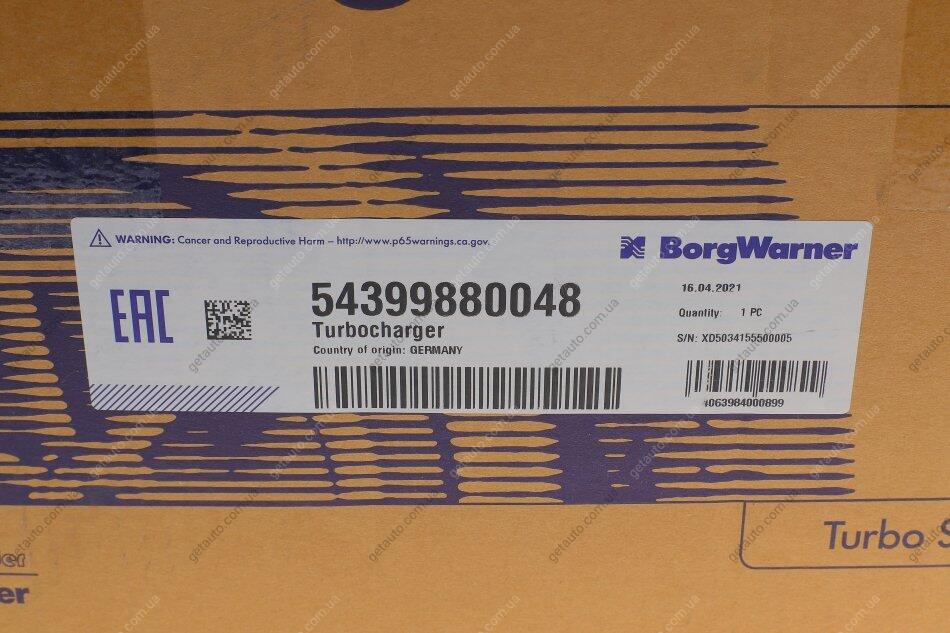 WARNING: Cancer and Reproductive Harm – http://www.p65warnings.ca.gov.
BorgWarner
EAC
54399880048
Turbocharger
Country of origin: GERMANY
16.04.2021
Quantity: 1 PC
S/N: XD5034155500005
063984000899
Turbo S
er
getauto.com.ua